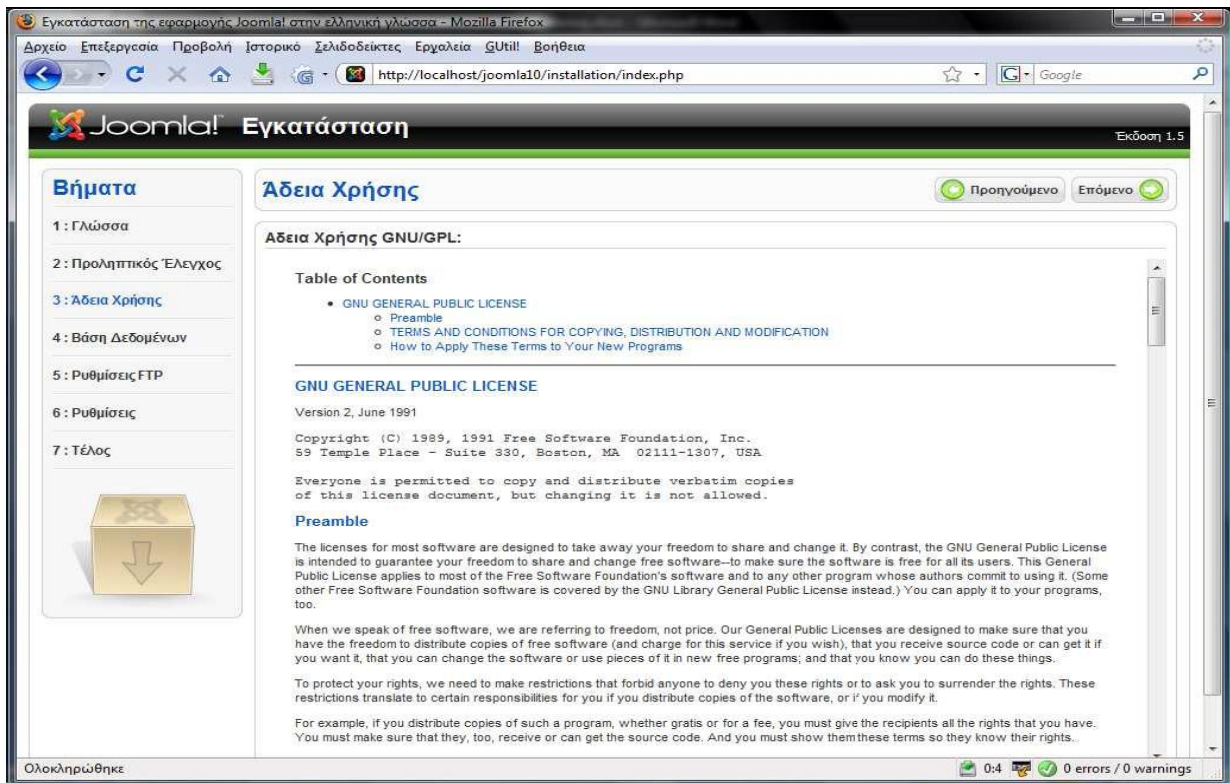 Εγκατάσταση της εφαρμογής Joomla! στην ελληνική γλώσσα - Mozilla Firefox
Αρχείο Επεξεργασία Προβολή Ιστορικό Σελιδοδείκτες Εργαλεία GUtil! Βοήθεια
http://localhost/joomla10/installation/index.php
Google
Joomla! Εγκατάσταση
Έκδοση 1.5
Βήματα
1 : Γλώσσα
2 : Προληπτικός Έλεγχος
3 : Άδεια Χρήσης
4 : Βάση Δεδομένων
5 : Ρυθμίσεις FTP
6 : Ρυθμίσεις
7 : Τέλος
Άδεια Χρήσης
Προηγούμενο Επόμενο
Αδεια Χρήσης GNU/GPL:
Table of Contents
GNU GENERAL PUBLIC LICENSE
Preamble
TERMS AND CONDITIONS FOR COPYING, DISTRIBUTION AND MODIFICATION
How to Apply These Terms to Your New Programs
GNU GENERAL PUBLIC LICENSE
Version 2, June 1991
Copyright (C) 1989, 1991 Free Software Foundation, Inc.
59 Temple Place - Suite 330, Boston, MA 02111-1307, USA
Everyone is permitted to copy and distribute verbatim copies
of this license document, but changing it is not allowed.
Preamble
The licenses for most software are designed to take away your freedom to share and change it. By contrast, the GNU General Public License
is intended to guarantee your freedom to share and change free software--to make sure the software is free for all its users. This General
Public License applies to most of the Free Software Foundation's software and to any other program whose authors commit to using it. (Some
other Free Software Foundation software is covered by the GNU Library General Public License instead.) You can apply it to your programs,
too.
When we speak of free software, we are referring to freedom, not price. Our General Public Licenses are designed to make sure that you
have the freedom to distribute copies of free software (and charge for this service if you wish), that you receive source code or can get it if
you want it, that you can change the software or use pieces of it in new free programs; and that you know you can do these things.
To protect your rights, we need to make restrictions that forbid anyone to deny you these rights or to ask you to surrender the rights. These
restrictions translate to certain responsibilities for you if you distribute copies of the software, or if you modify it.
For example, if you distribute copies of such a program, whether gratis or for a fee, you must give the recipients all the rights that you have.
You must make sure that they, too, receive or can get the source code. And you must show them these terms so they know their rights.
Ολοκληρώθηκε
0:4
0 errors / 0 warnings